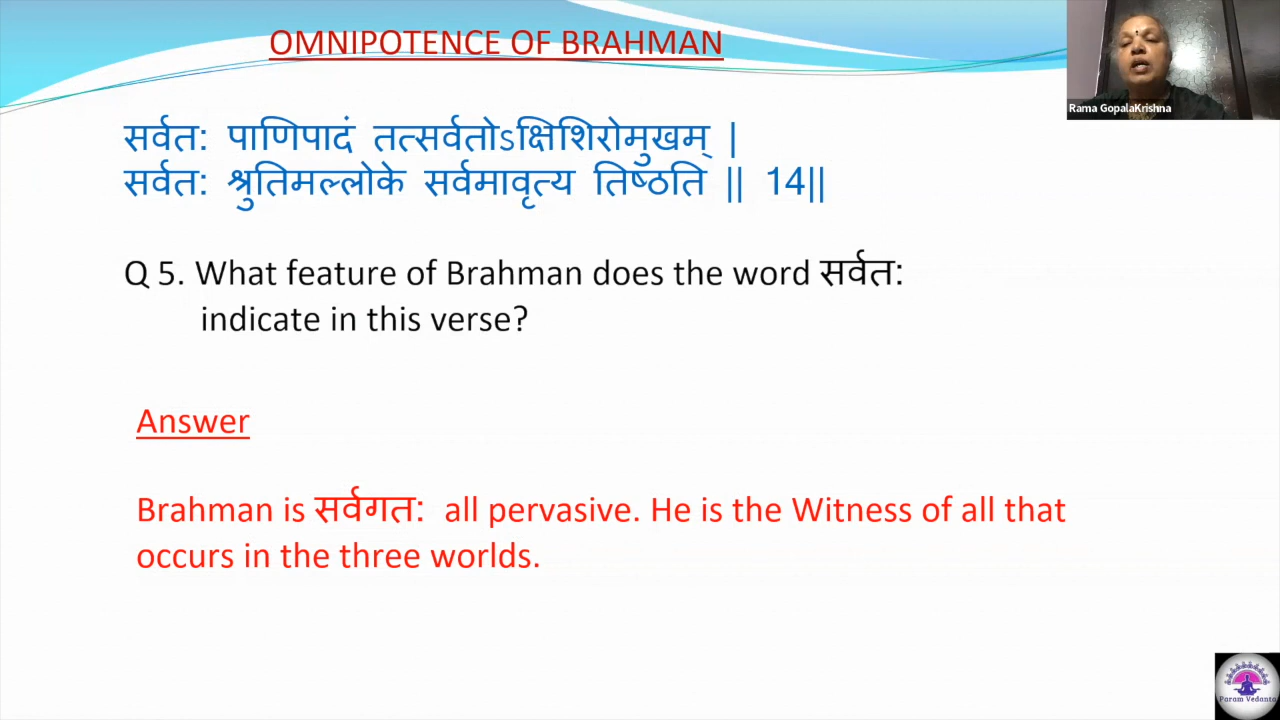 OMNIPOTENCE OF BRAHMAN
Rama GopalaKrishna
सर्वत: पाणिपादं तत्सर्वतोऽक्षिशिरोमुखम् |
सर्वत: श्रुतिमल्लोके सर्वमावृत्य तिष्ठति || 14||
Q 5. What feature of Brahman does the word सर्वत:
indicate in this verse?
Answer
Brahman is सर्वगत: all pervasive. He is the Witness of all that
occurs in the three worlds.
Param Vedanta